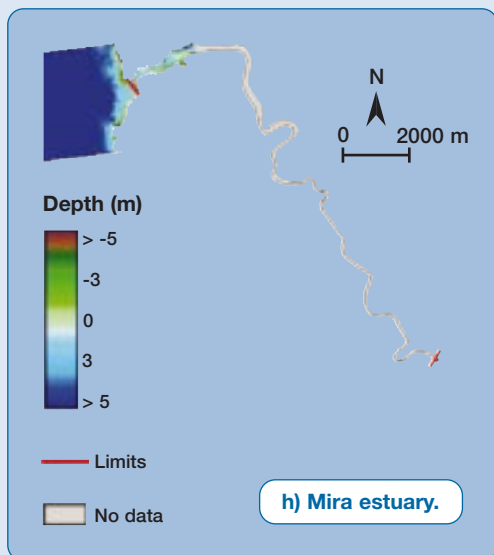 N
0 2000 m
Depth (m)
> -5
-3
0
3
> 5
Limits
No data
h) Mira estuary.